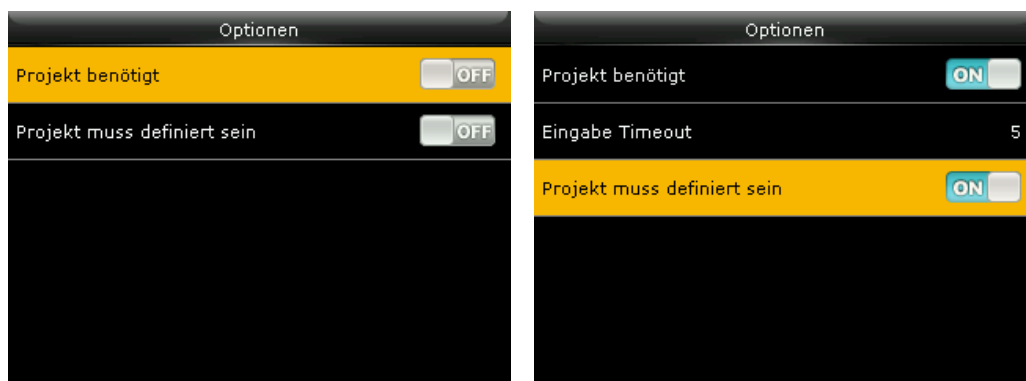 Optionen
Projekt benötigt OFF
Projekt muss definiert sein OFF
Optionen
Projekt benötigt ON
Eingabe Timeout 5
Projekt muss definiert sein ON